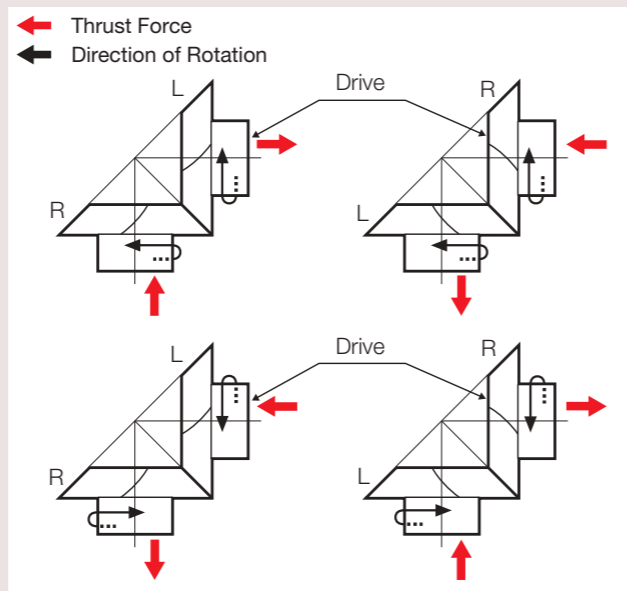 Thrust Force
Direction of Rotation
L Drive R
R L
L Drive R
R L